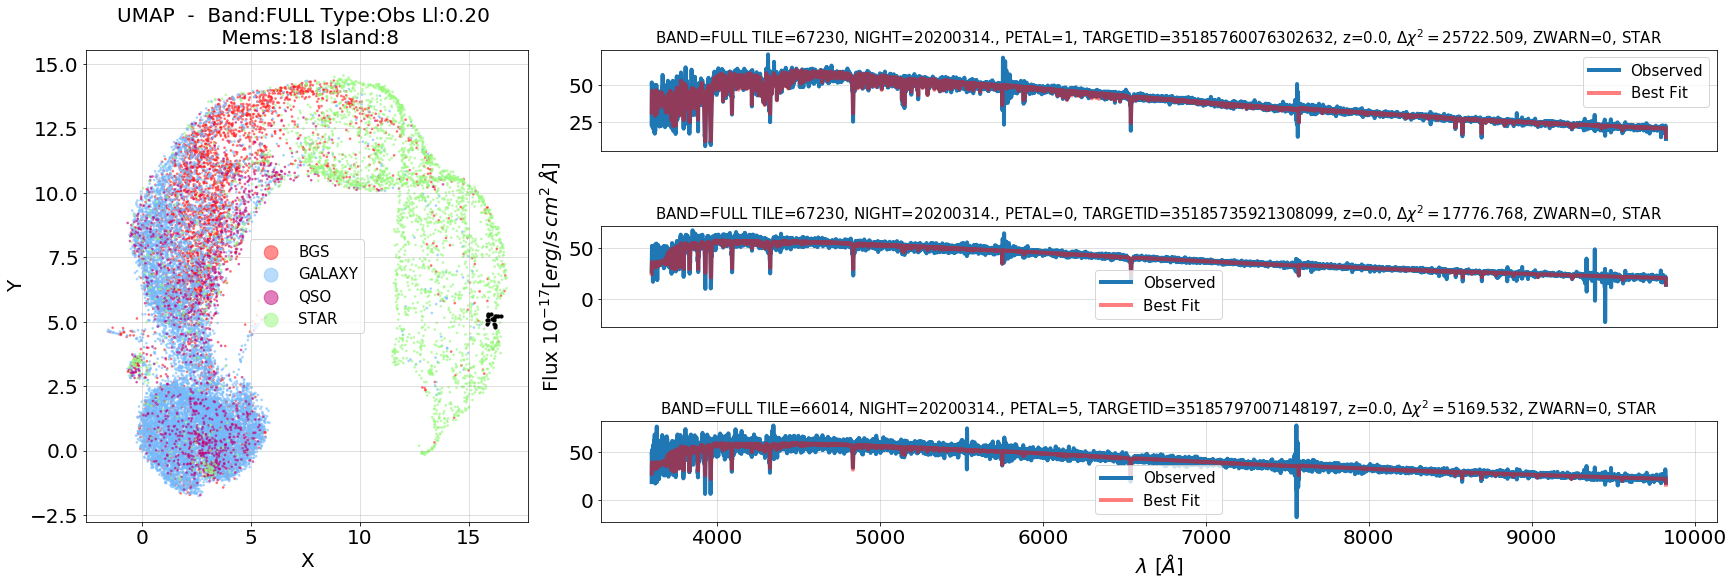 UMAP - Band:FULL Type:Obs Ll:0.20
Mems:18 Island:8
15.0
12.5
10.0
7.5
5.0
2.5
0.0
−2.5
Y
BGS
GALAXY
QSO
STAR
0
5
10
15
X
BAND=FULL TILE=67230, NIGHT=20200314., PETAL=1, TARGETID=35185760076302632, z=0.0, Δχ² = 25722.509, ZWARN=0, STAR
50
25
Observed
Best Fit
BAND=FULL TILE=67230, NIGHT=20200314., PETAL=0, TARGETID=35185735921308099, z=0.0, Δχ² = 17776.768, ZWARN=0, STAR
50
0
Observed
Best Fit
Flux 10⁻¹⁷[erg/s cm² Å]
BAND=FULL TILE=66014, NIGHT=20200314., PETAL=5, TARGETID=35185797007148197, z=0.0, Δχ² = 5169.532, ZWARN=0, STAR
50
0
Observed
Best Fit
4000
5000
6000
7000
8000
9000
10000
λ [Å]